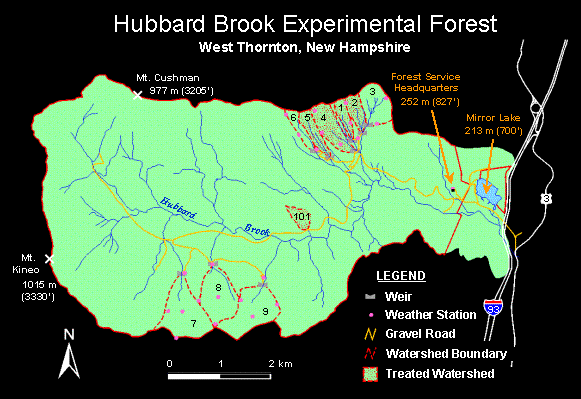 Hubbard Brook Experimental Forest
West Thornton, New Hampshire
Mt. Cushman
977 m (3205')
Forest Service
Headquarters
252 m (827')
Mirror Lake
213 m (700')
3
2
1
4
5
6
101
Hubbard
Brook
3
Mt.
Kineo
1015 m
(3330')
8
7
9
93
LEGEND
Weir
Weather Station
Gravel Road
Watershed Boundary
Treated Watershed
N
0 1 2 km